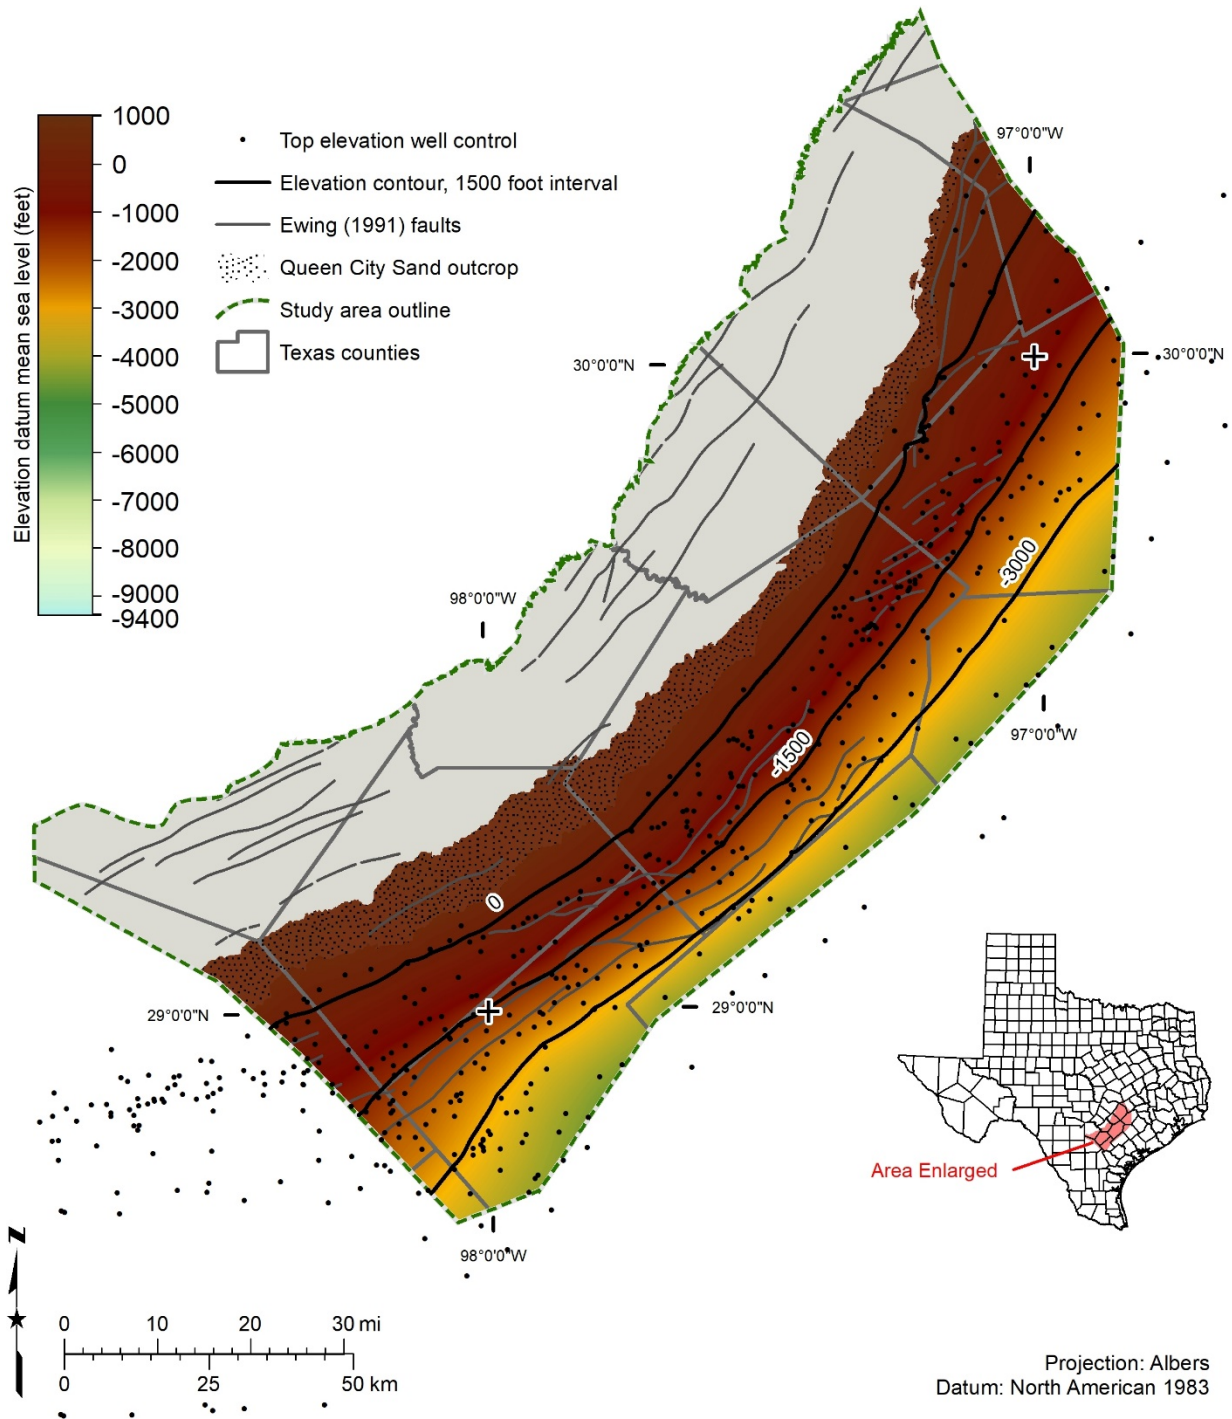 1000
0
-1000
-2000
-3000
-4000
-5000
-6000
-7000
-8000
-9000
-9400
Elevation datum mean sea level (feet)
Top elevation well control
Elevation contour, 1500 foot interval
Ewing (1991) faults
Queen City Sand outcrop
Study area outline
Texas counties
97°0'0"W
30°0'0"N
30°0'0"N
98°0'0"W
-3000
97°0'0"W
-1500
0
29°0'0"N
29°0'0"N
98°0'0"W
Area Enlarged
N
0 10 20 30 mi
0 25 50 km
Projection: Albers
Datum: North American 1983